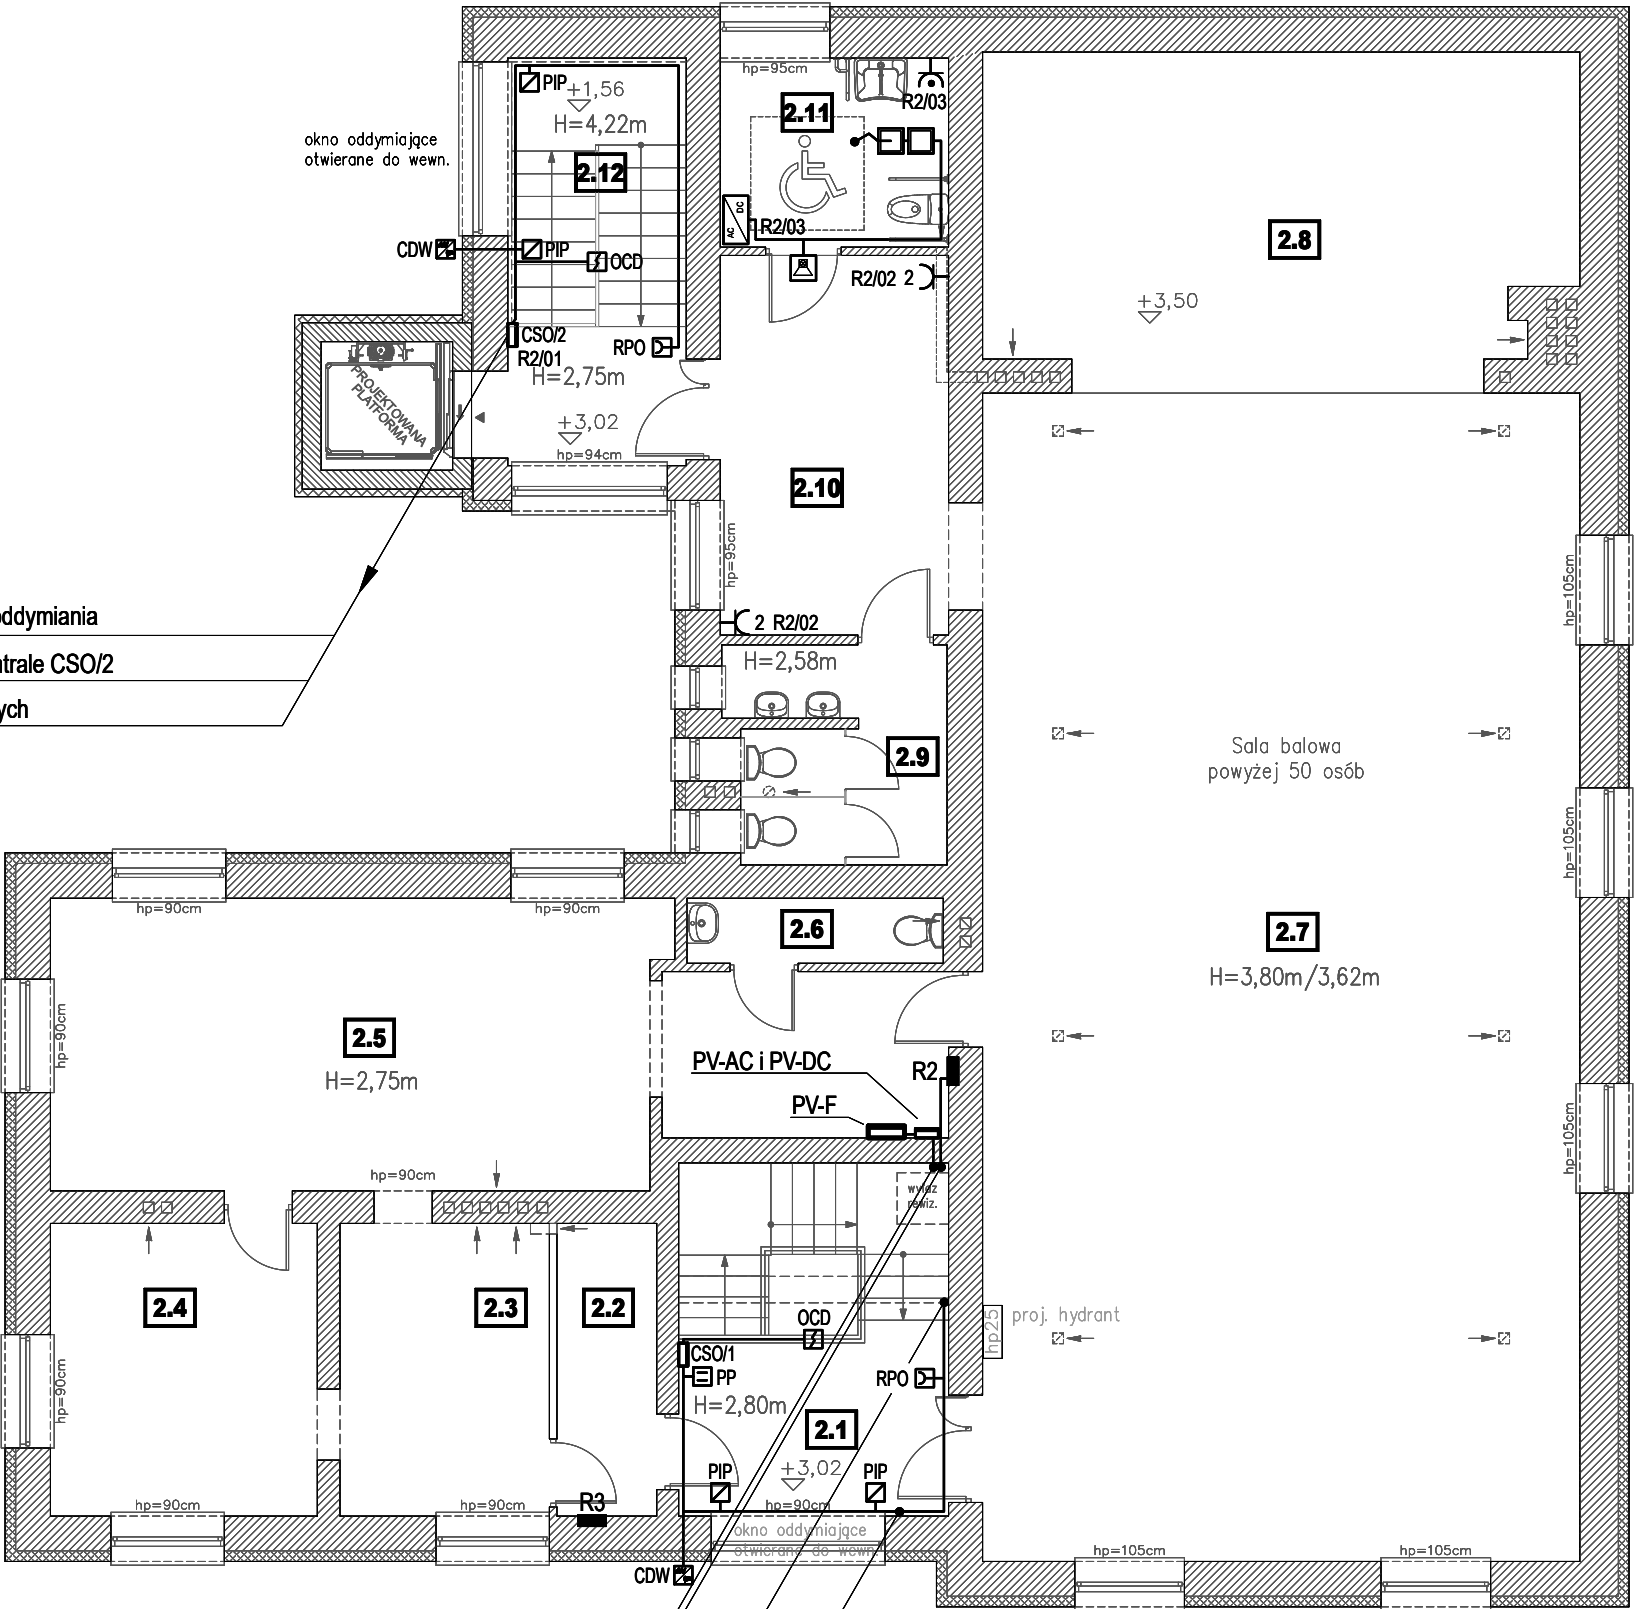 hp=95cm
PIP
+1,56
H=4,22m
2.11
R2/03
okno oddymiające
otwierane do wewn.
2.12
DC
AC
R2/03
2.8
CDW
PIP
OCD
R2/02 2
+3,50
CSO/2
R2/01
RPO
H=2,75m
PROJEKTOWANA
PLATFORMA
+3,02
hp=94cm
2.10
hp=95cm
hp=105cm
oddymiania
2 R2/02
ntrale CSO/2
H=2,58m
ych
2.9
Sala balowa
powyżej 50 osób
hp=105cm
hp=90cm
hp=90cm
2.6
2.7
H=3,80m/3,62m
hp=90cm
2.5
H=2,75m
PV-AC i PV-DC
R2
PV-F
hp=105cm
hp=90cm
wyłaz
rewiz.
2.4
2.3
2.2
OCD
hp25
proj. hydrant
CSO/1
PP
RPO
H=2,80m
hp=90cm
2.1
PIP
+3,02
PIP
hp=90cm
hp=90cm
R3
hp=90cm
okno oddymiające
otwierane do wewn.
hp=105cm
hp=105cm
CDW